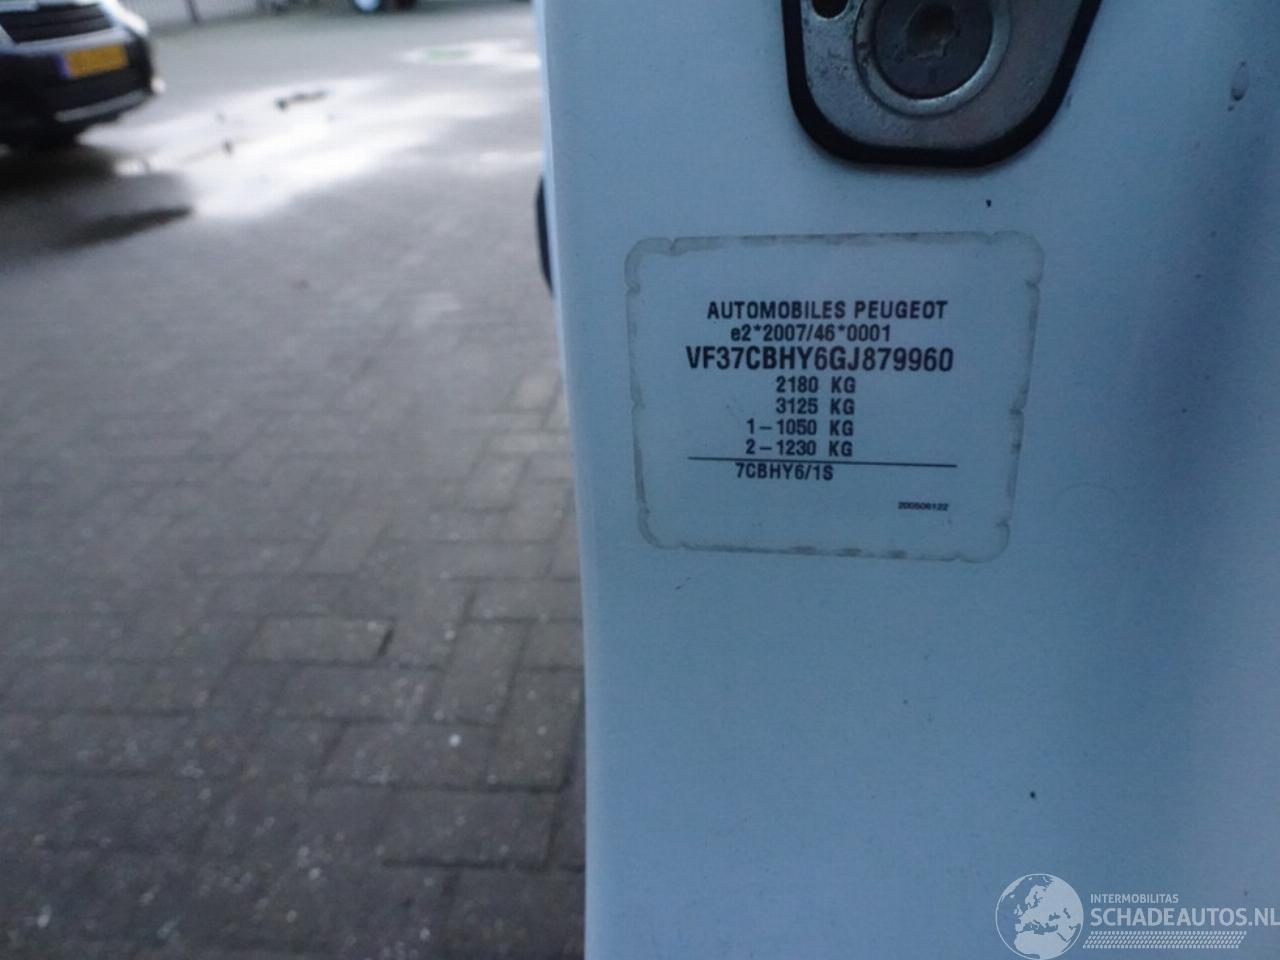 AUTOMOBILES PEUGEOT
e2*2007/46*0001
VF37CBHY6GJ879960
2180 KG
3125 KG
1-1050 KG
2-1230 KG
7CBHY6/1S
INTERMOBILITAS
SCHADEAUTOS.NL